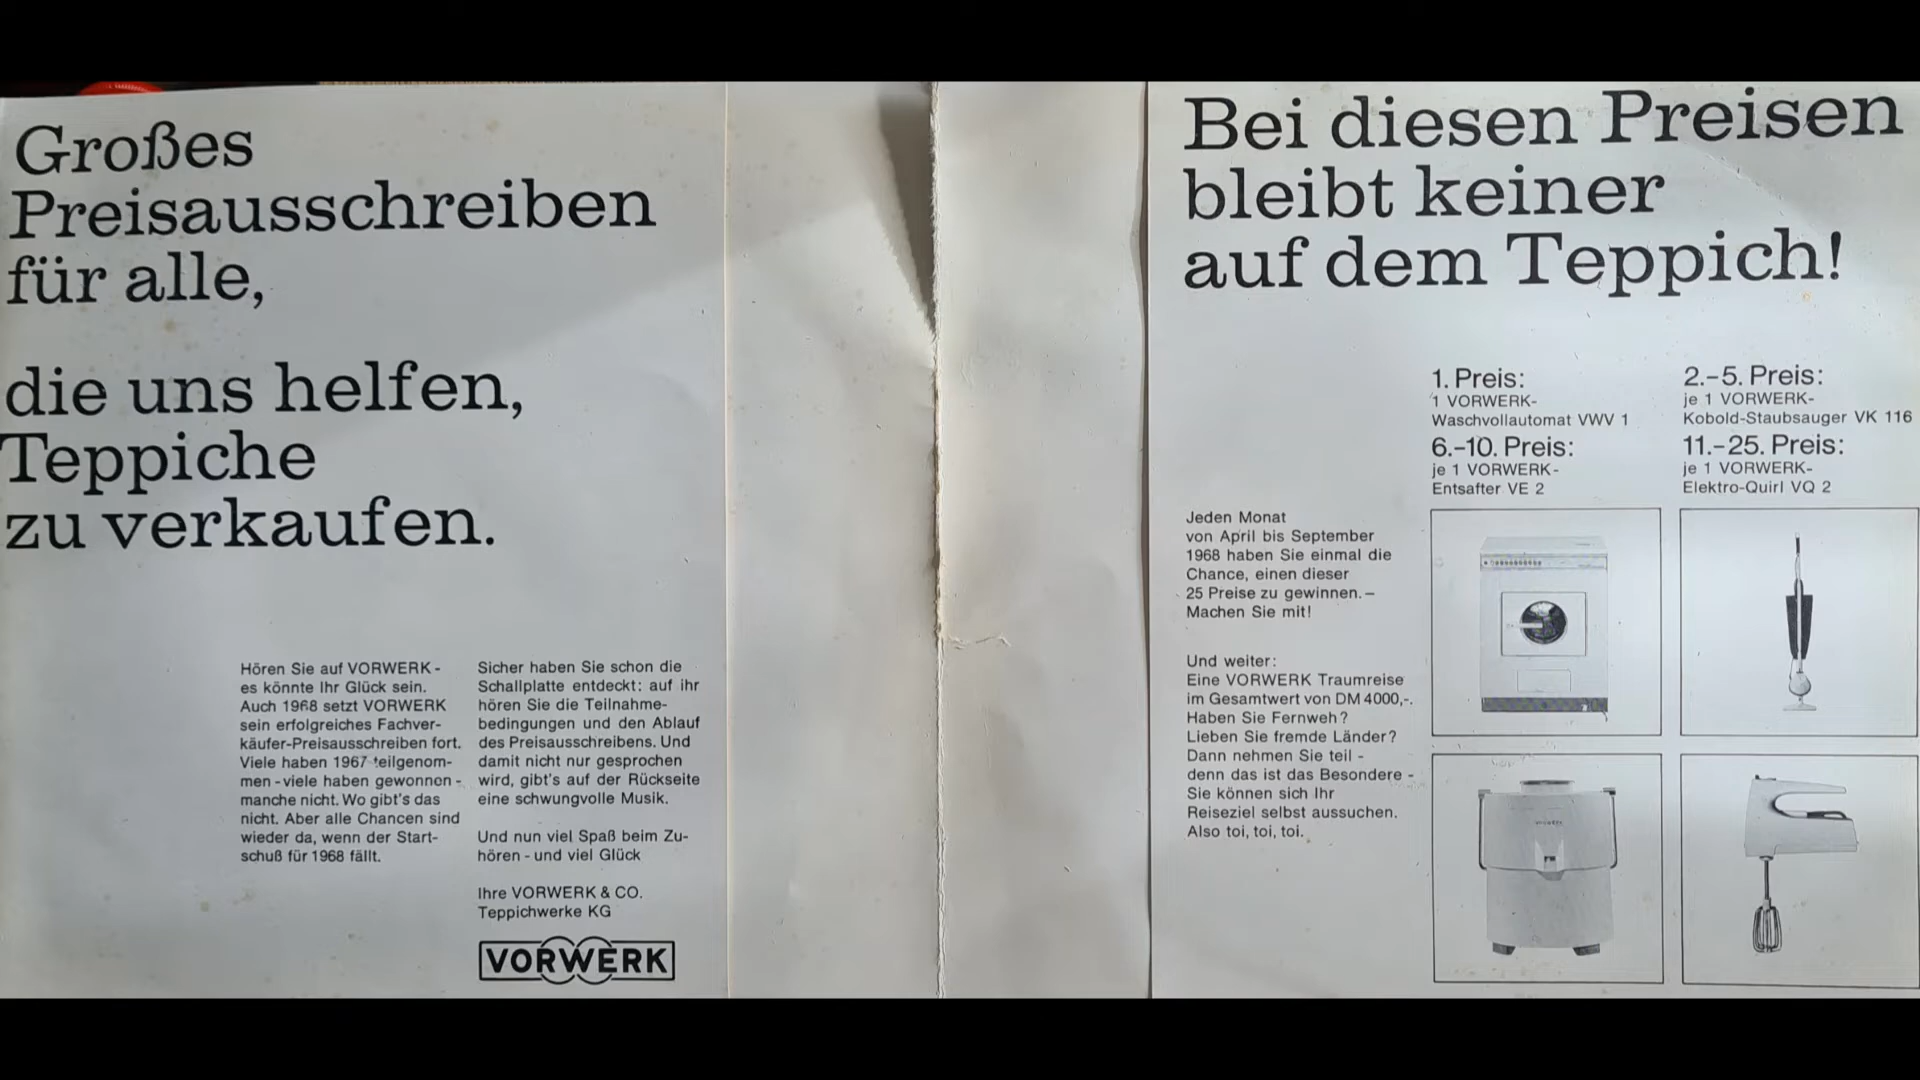 Großes
Preisausschreiben
für alle,
die uns helfen,
Teppiche
zu verkaufen.
Hören Sie auf VORWERK -
es könnte Ihr Glück sein.
Auch 1968 setzt VORWERK
sein erfolgreiches Fachver-
käufer-Preisausschreiben fort.
Viele haben 1967 teilgenom-
men - viele haben gewonnen -
manche nicht. Wo gibt's das
nicht. Aber alle Chancen sind
wieder da, wenn der Start-
schuß für 1968 fällt.
Sicher haben Sie schon die
Schallplatte entdeckt: auf ihr
hören Sie die Teilnahme-
bedingungen und den Ablauf
des Preisausschreibens. Und
damit nicht nur gesprochen
wird, gibt's auf der Rückseite
eine schwungvolle Musik.
Und nun viel Spaß beim Zu-
hören - und viel Glück
Ihre VORWERK & CO.
Teppichwerke KG
VORWERK
Bei diesen Preisen
bleibt keiner
auf dem Teppich!
1. Preis:
1 VORWERK-
Waschvollautomat VWV 1
2.-5. Preis:
je 1 VORWERK-
Kobold-Staubsauger VK 116
6.-10. Preis:
je 1 VORWERK-
Entsafter VE 2
11.-25. Preis:
je 1 VORWERK-
Elektro-Quirl VQ 2
Jeden Monat
von April bis September
1968 haben Sie einmal die
Chance, einen dieser
25 Preise zu gewinnen. –
Machen Sie mit!
Und weiter:
Eine VORWERK Traumreise
im Gesamtwert von DM 4000,-.
Haben Sie Fernweh?
Lieben Sie fremde Länder?
Dann nehmen Sie teil -
denn das ist das Besondere -
Sie können sich Ihr
Reiseziel selbst aussuchen.
Also toi, toi, toi.
VORWERK